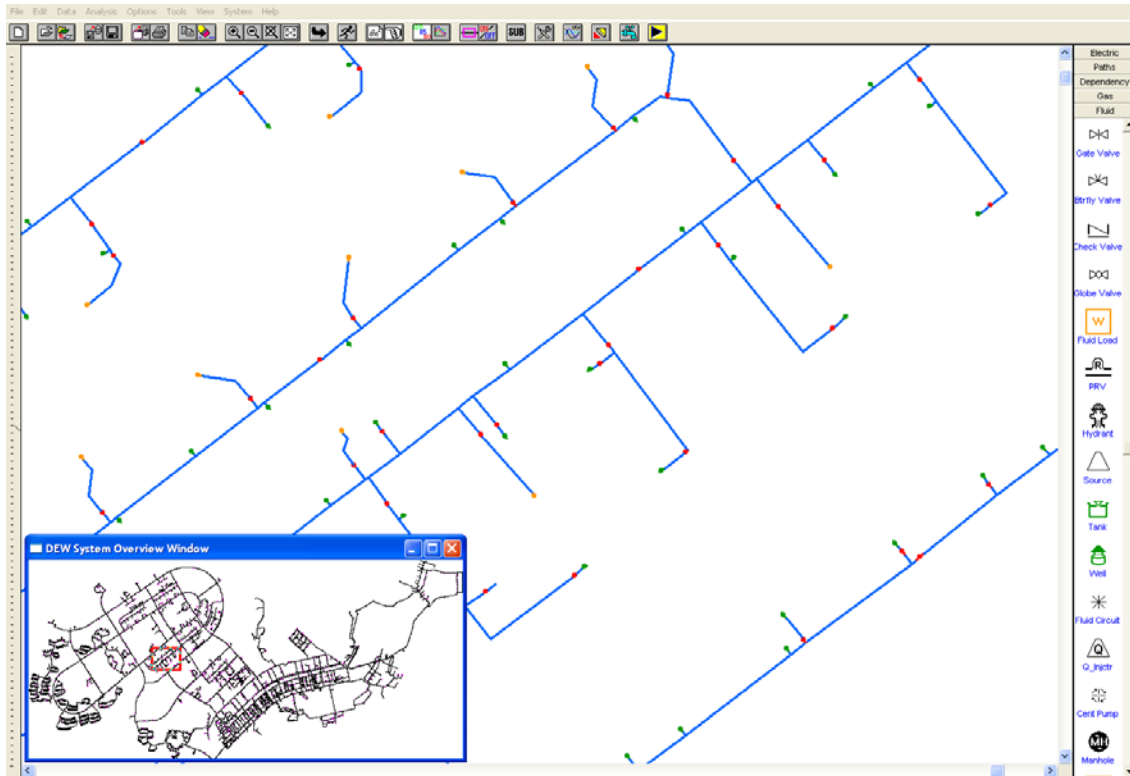 File Edit Data Analysis Options Tools View System Help
SUB
ON/
OFF
Electric
Paths
Dependency
Gas
Fluid
Gate Valve
Btrfly Valve
Check Valve
Globe Valve
W
Fluid Load
R
PRV
Hydrant
Source
Tank
Well
Fluid Circuit
Q
Q_Injctr
Cent Pump
MH
Manhole
DEW System Overview Window